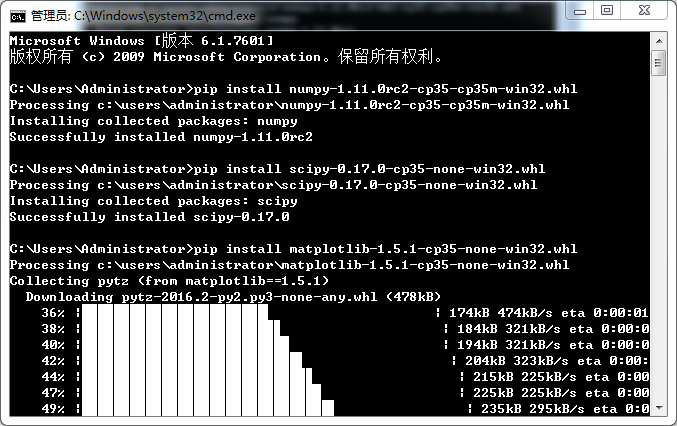 管理员: C:\Windows\system32\cmd.exe
Microsoft Windows [版本 6.1.7601]
版权所有 (c) 2009 Microsoft Corporation。保留所有权利。
C:\Users\Administrator>pip install numpy-1.11.0rc2-cp35-cp35m-win32.whl
Processing c:\users\administrator\numpy-1.11.0rc2-cp35-cp35m-win32.whl
Installing collected packages: numpy
Successfully installed numpy-1.11.0rc2
C:\Users\Administrator>pip install scipy-0.17.0-cp35-none-win32.whl
Processing c:\users\administrator\scipy-0.17.0-cp35-none-win32.whl
Installing collected packages: scipy
Successfully installed scipy-0.17.0
C:\Users\Administrator>pip install matplotlib-1.5.1-cp35-none-win32.whl
Processing c:\users\administrator\matplotlib-1.5.1-cp35-none-win32.whl
Collecting pytz (from matplotlib==1.5.1)
Downloading pytz-2016.2-py2.py3-none-any.whl (478kB)
36% | | 174kB 474kB/s eta 0:00:01
38% | | 184kB 321kB/s eta 0:00:0
40% | | 194kB 321kB/s eta 0:00:0
42% | | 204kB 323kB/s eta 0:00:
44% | | 215kB 225kB/s eta 0:00
47% | | 225kB 225kB/s eta 0:00
49% | | 235kB 295kB/s eta 0:0